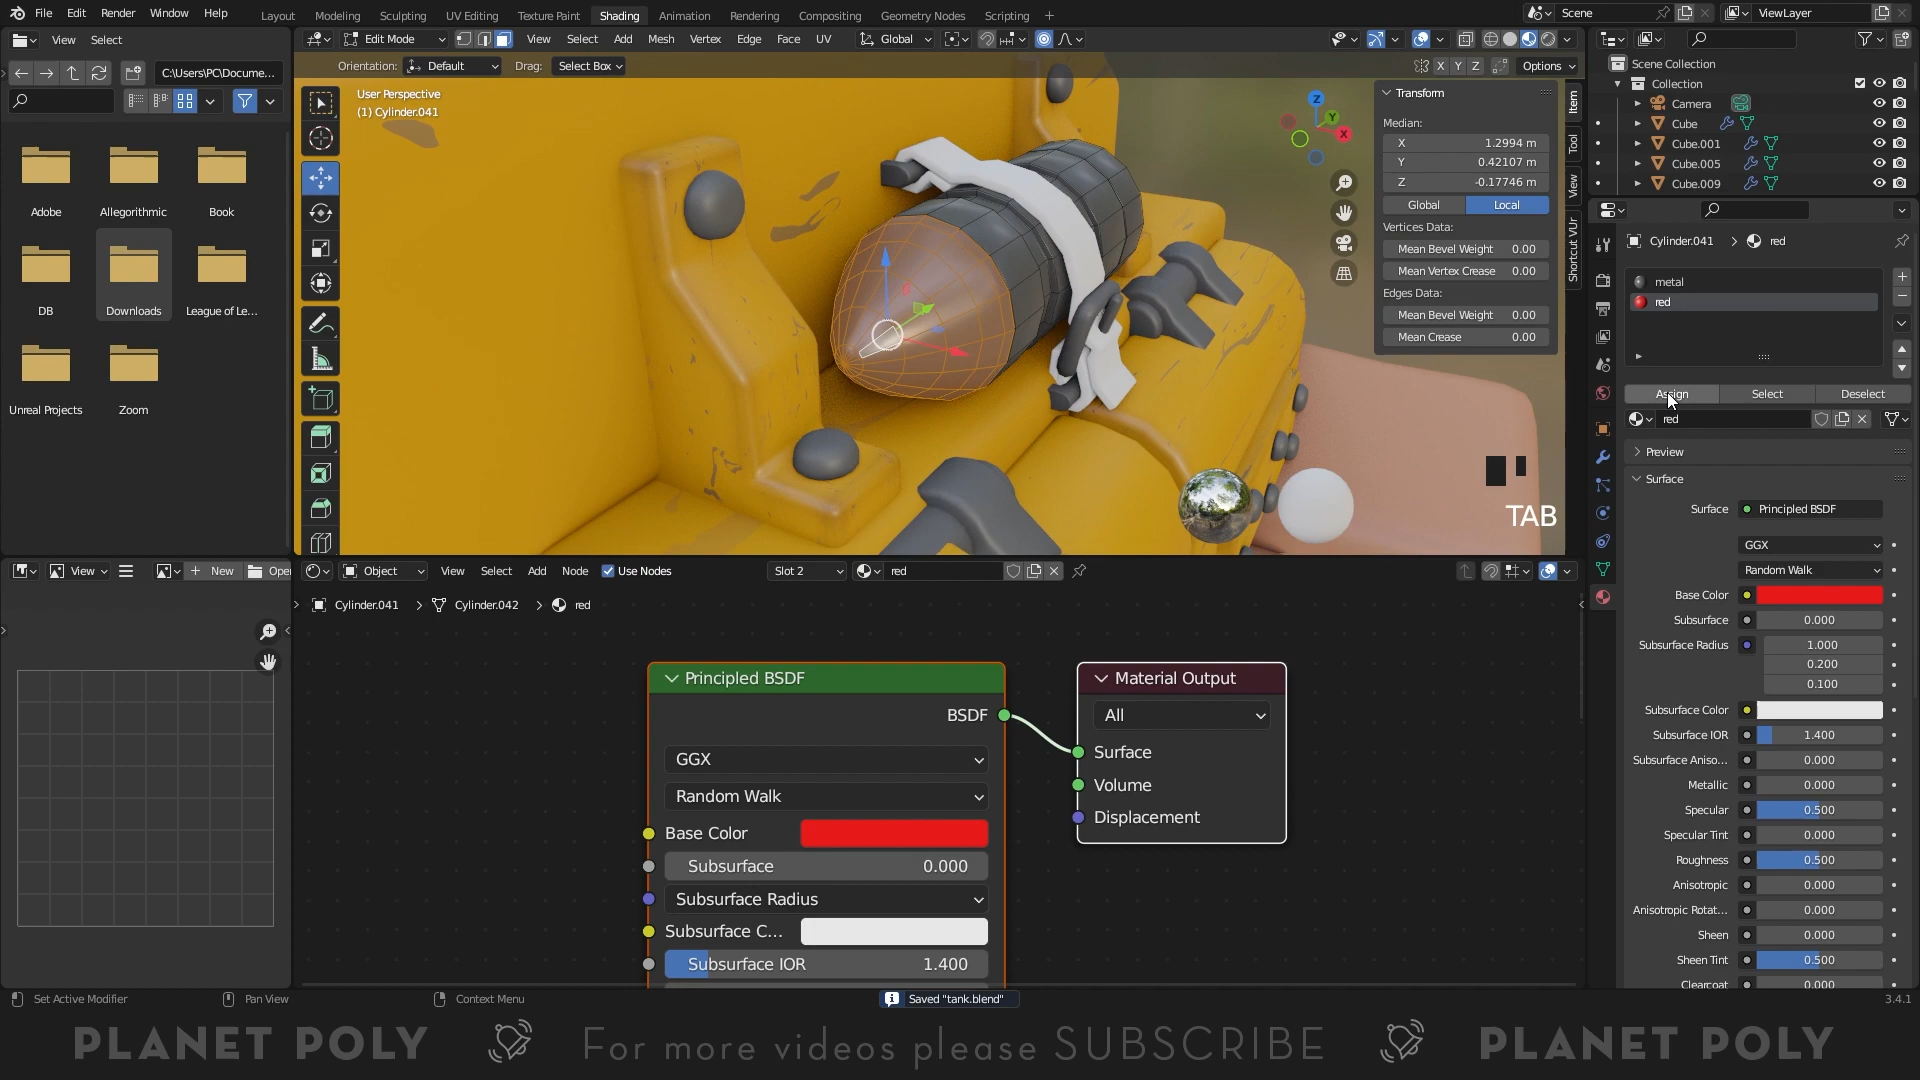 File Edit Render Window Help Layout Modeling Sculpting UV Editing Texture Paint Shading Animation Rendering Compositing Geometry Nodes Scripting + Scene ViewLayer
View Select
C:\Users\PC\Docume...
Adobe Allegorithmic Book
DB Downloads League of Le...
Unreal Projects Zoom
Edit Mode View Select Add Mesh Vertex Edge Face UV Global
Orientation: Default Drag: Select Box X Y Z Options
User Perspective
(1) Cylinder.041
Z
Y
X
Transform
Median:
X 1.2994 m
Y 0.42107 m
Z -0.17746 m
Global Local
Vertices Data:
Mean Bevel Weight 0.00
Mean Vertex Crease 0.00
Edges Data:
Mean Bevel Weight 0.00
Mean Crease 0.00
Item
Tool
View
Shortcut VUr
TAB
Scene Collection
Collection
Camera
Cube
Cube.001
Cube.005
Cube.009
Cylinder.041 red
metal
red
Assign Select Deselect
red
Preview
Surface
Surface Principled BSDF
GGX
Random Walk
Base Color
Subsurface 0.000
Subsurface Radius 1.000
0.200
0.100
Subsurface Color
Subsurface IOR 1.400
Subsurface Aniso... 0.000
Metallic 0.000
Specular 0.500
Specular Tint 0.000
Roughness 0.500
Anisotropic 0.000
Anisotropic Rotat... 0.000
Sheen 0.000
Sheen Tint 0.500
Clearcoat 0.000
View New Oper
Object View Select Add Node Use Nodes Slot 2 red
Cylinder.041 > Cylinder.042 > red
Principled BSDF
BSDF
GGX
Random Walk
Base Color
Subsurface 0.000
Subsurface Radius
Subsurface C...
Subsurface IOR 1.400
Material Output
All
Surface
Volume
Displacement
Set Active Modifier Pan View Context Menu Saved "tank.blend" 3.4.1
PLANET POLY For more videos please SUBSCRIBE PLANET POLY